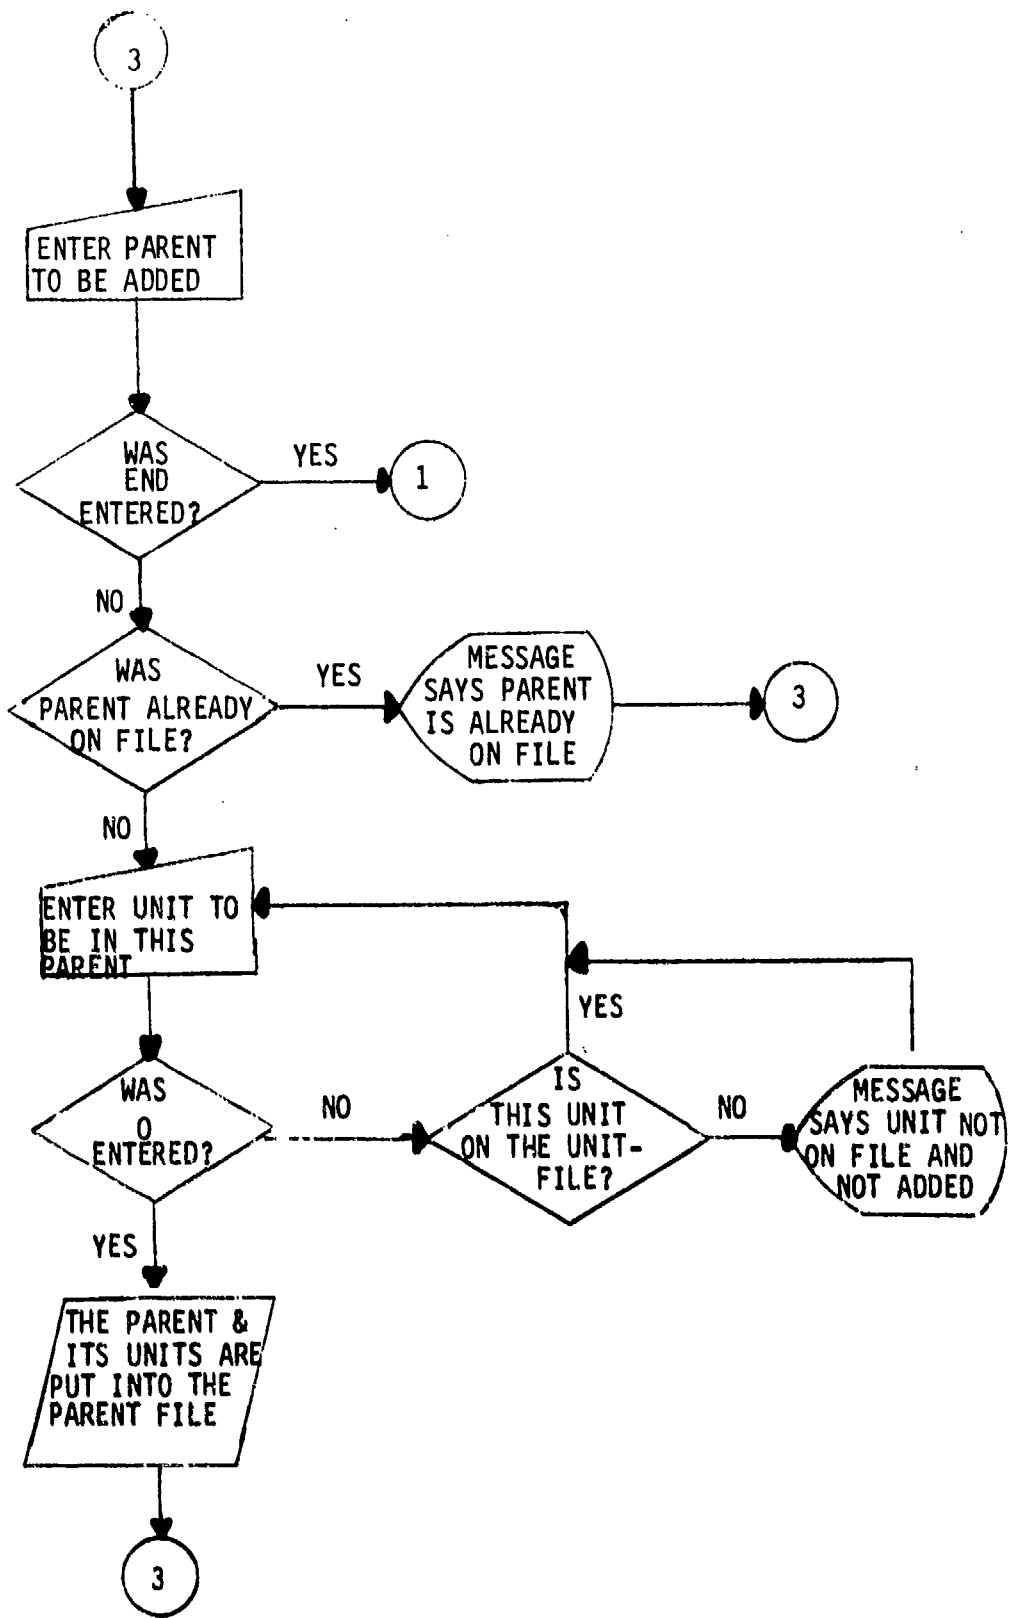 3
ENTER PARENT
TO BE ADDED
WAS
END
ENTERED?
YES
1
NO
WAS
PARENT ALREADY
ON FILE?
YES
MESSAGE
SAYS PARENT
IS ALREADY
ON FILE
3
NO
ENTER UNIT TO
BE IN THIS
PARENT
YES
WAS
0
ENTERED?
NO
IS
THIS UNIT
ON THE UNIT-
FILE?
NO
MESSAGE
SAYS UNIT NOT
ON FILE AND
NOT ADDED
YES
THE PARENT &
ITS UNITS ARE
PUT INTO THE
PARENT FILE
3